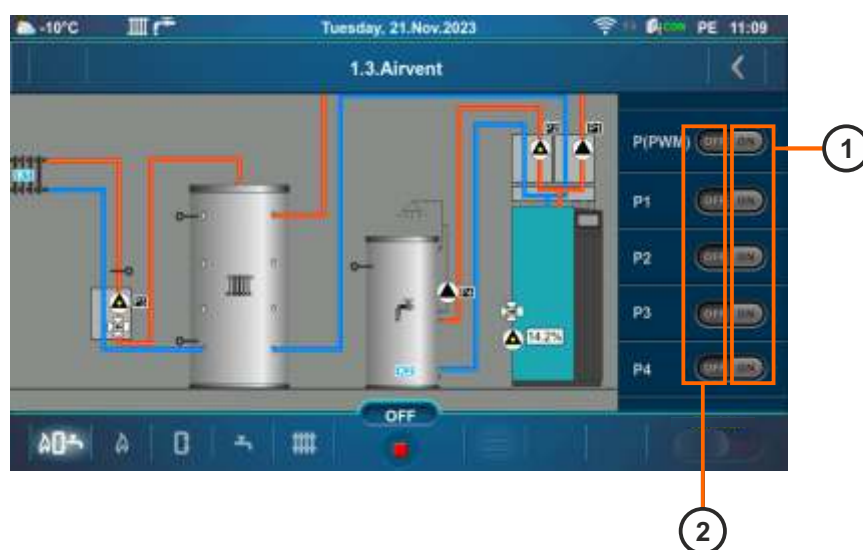 -10°C Tuesday, 21.Nov.2023 CON PE 11:09
1.3.Airvent
P(PWM) OFF ON
1
P1 OFF ON
P2 OFF ON
P3 OFF ON
14.2%
P4 OFF ON
OFF
2